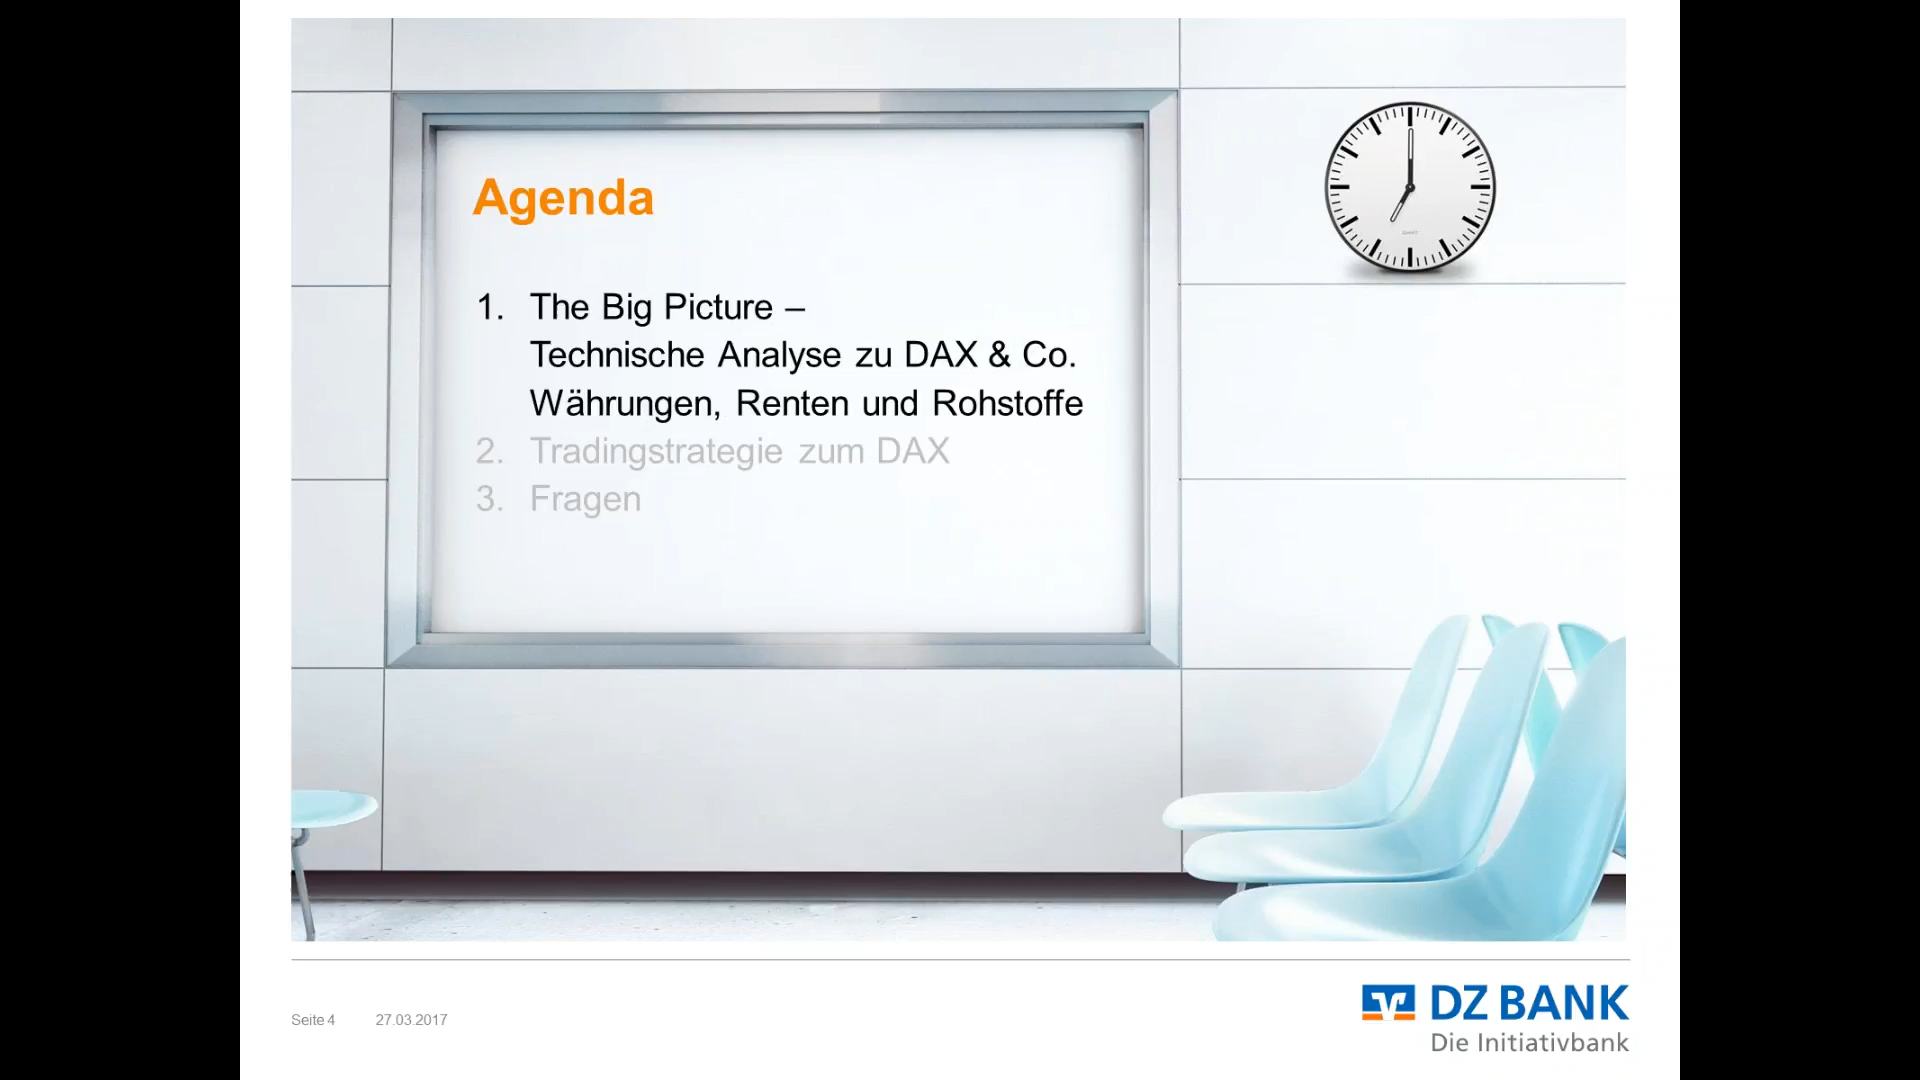 Agenda
1. The Big Picture –
Technische Analyse zu DAX & Co.
Währungen, Renten und Rohstoffe
2. Tradingstrategie zum DAX
3. Fragen
Seite 4 27.03.2017
DZ BANK
Die Initiativbank